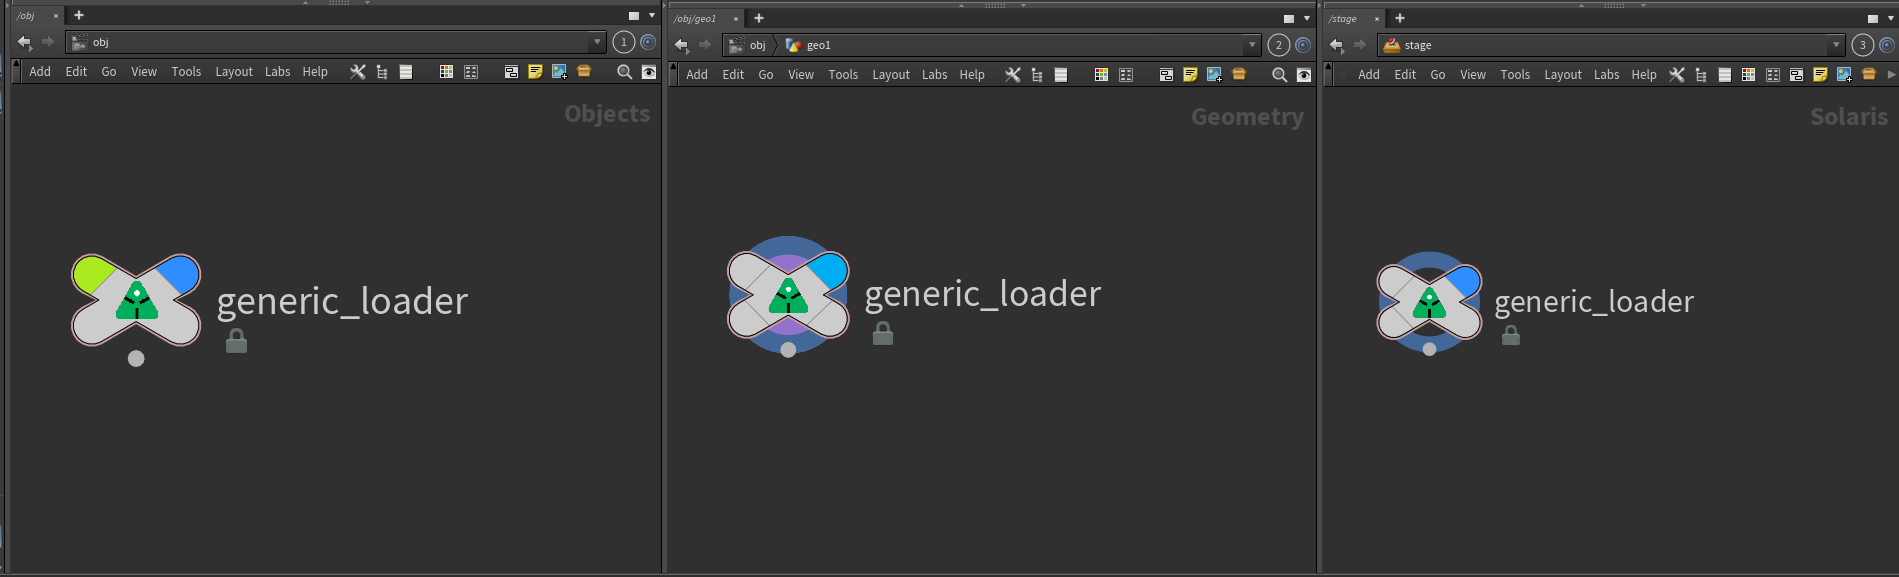 /obj
obj
1
Add Edit Go View Tools Layout Labs Help
Objects
generic_loader
/obj/geo1
obj geo1
2
Add Edit Go View Tools Layout Labs Help
Geometry
generic_loader
/stage
stage
3
Add Edit Go View Tools Layout Labs Help
Solaris
generic_loader